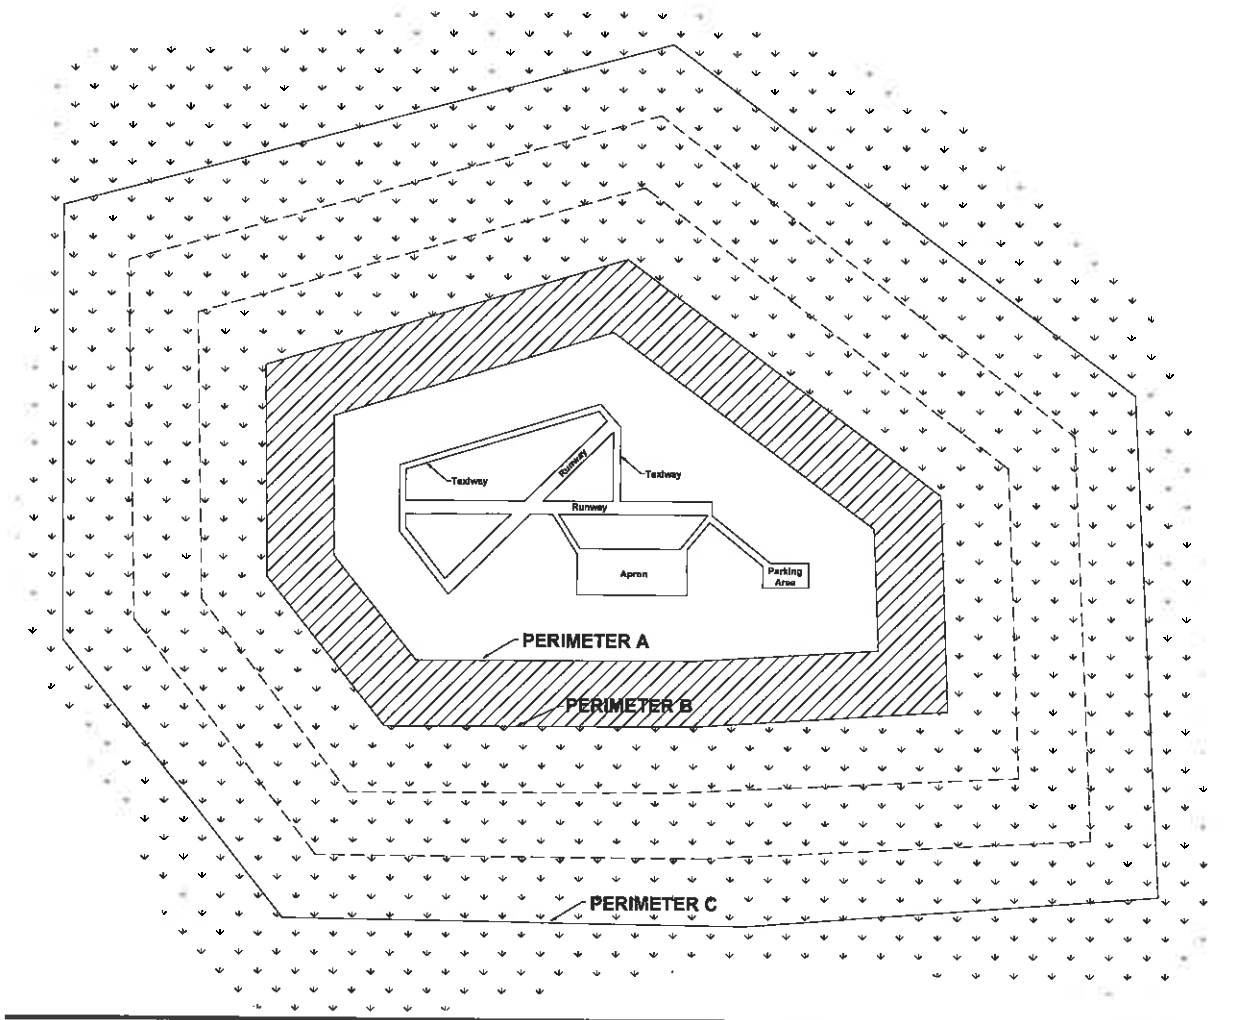 Runway
Taxiway
Taxiway
Runway
Apron
Parking
Area
PERIMETER A
PERIMETER B
PERIMETER C